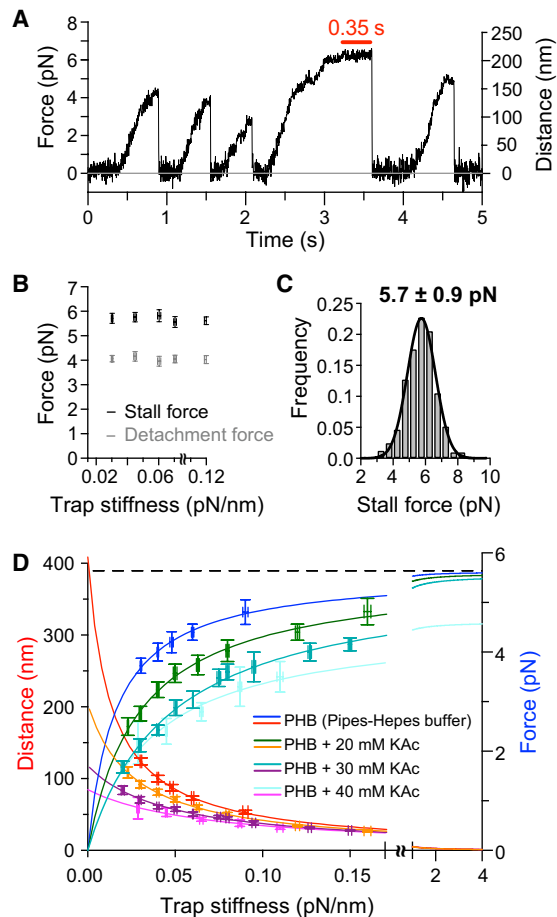 A
0.35 s
Force (pN)
8
6
4
2
0
250
200
150
100
50
0
Distance (nm)
0 1 2 3 4 5
Time (s)
B
Force (pN)
7
6
5
4
3
2
1
0
Stall force
Detachment force
0.02 0.06 0.12
Trap stiffness (pN/nm)
C
5.7 ± 0.9 pN
Frequency
0.25
0.20
0.15
0.10
0.05
0.0
2 4 6 8 10
Stall force (pN)
D
Distance (nm)
400
300
200
100
0
6
4
2
0
Force (pN)
PHB (Pipes-Hepes buffer)
PHB + 20 mM KAc
PHB + 30 mM KAc
PHB + 40 mM KAc
0.00 0.05 0.10 0.15 2 4
Trap stiffness (pN/nm)